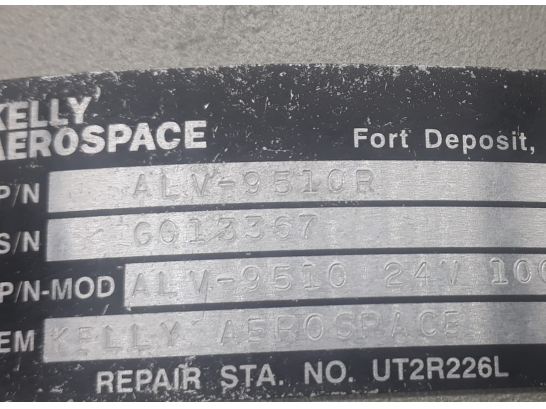 KELLY
AEROSPACE
Fort Deposit,
P/N ALV-9510R
S/N G013367
P/N-MOD ALV-9510 24V 100
EM KELLY AEROSPACE
REPAIR STA. NO. UT2R226L